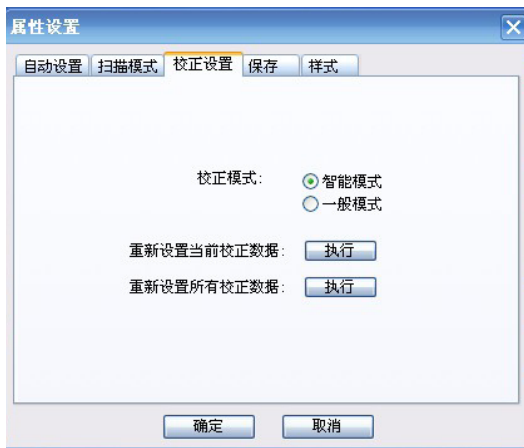 属性设置
自动设置 扫描模式 校正设置 保存 样式
校正模式: 智能模式
一般模式
重新设置当前校正数据: 执行
重新设置所有校正数据: 执行
确定 取消